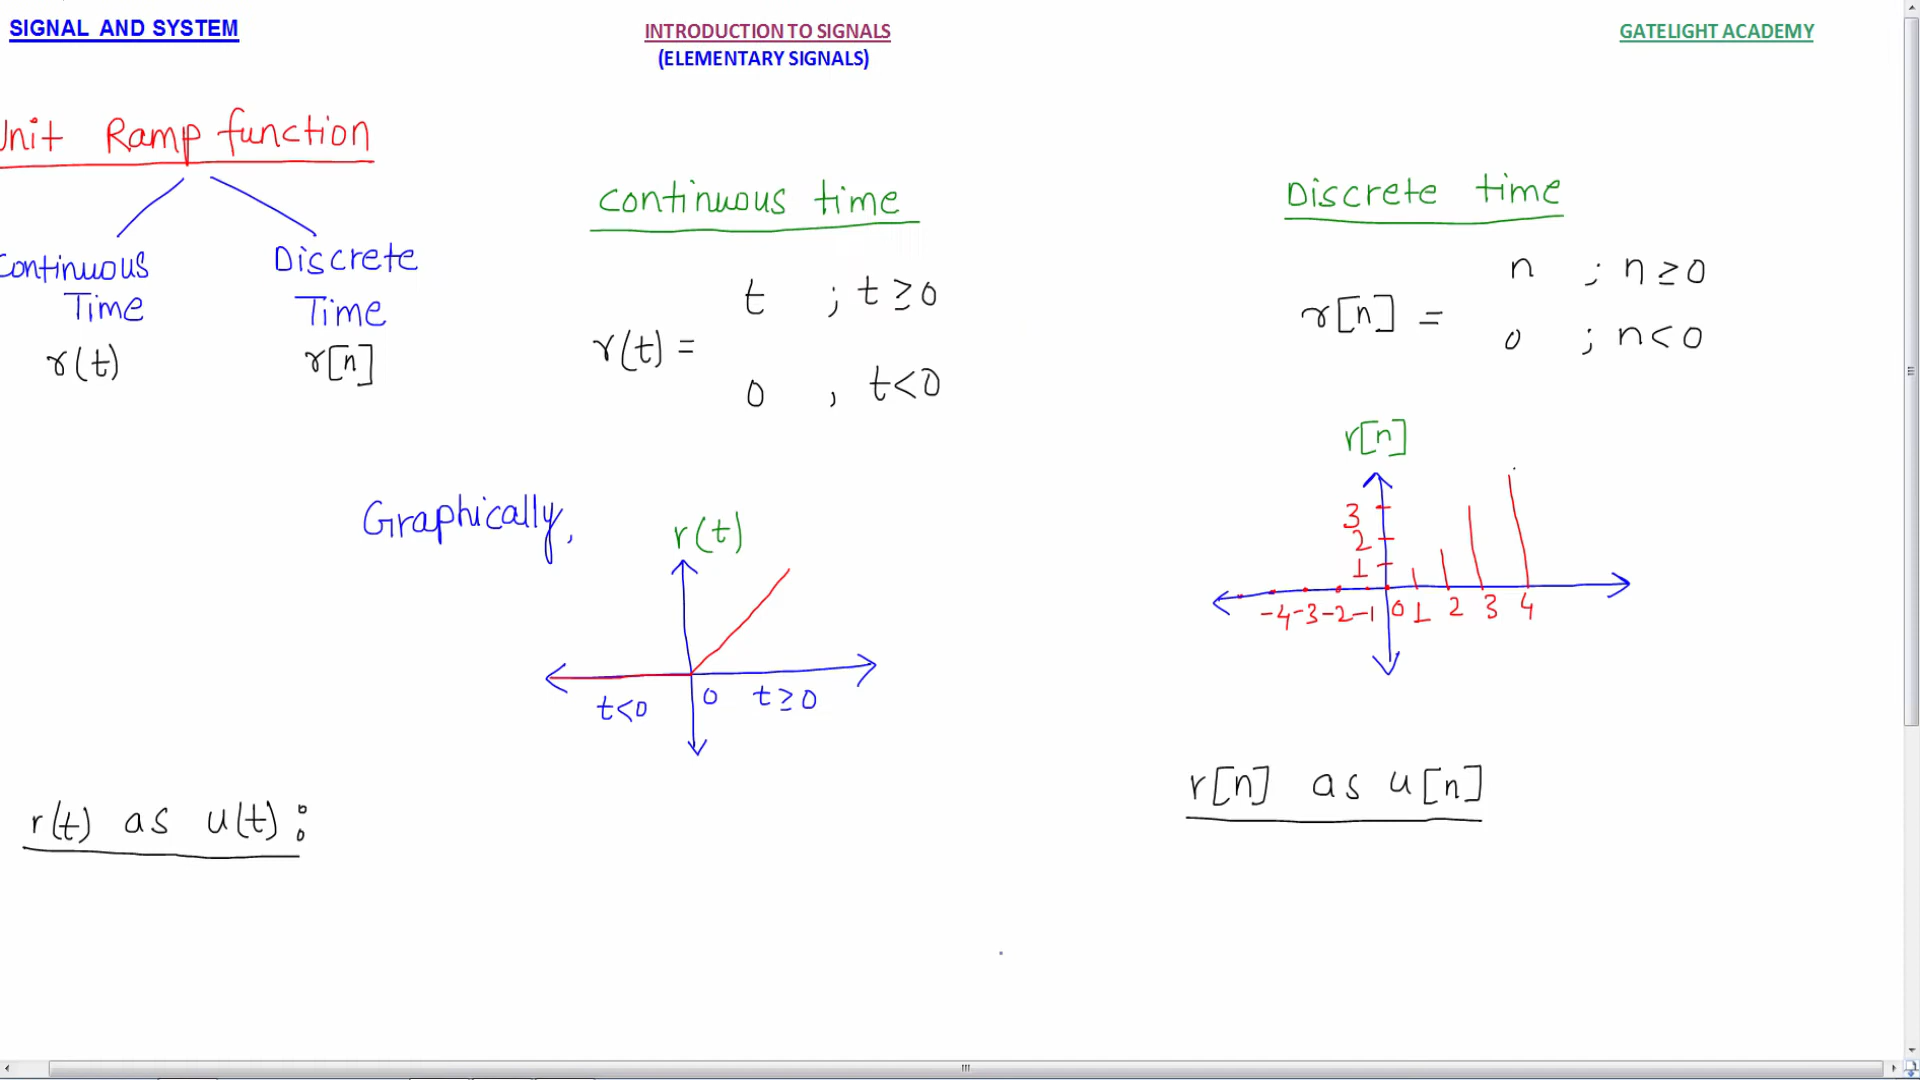 SIGNAL AND SYSTEM
INTRODUCTION TO SIGNALS
(ELEMENTARY SIGNALS)
GATELIGHT ACADEMY
Unit Ramp function
Continuous
Time
r(t)
Discrete
Time
r[n]
Continuous time
t ; t ≥ 0
r(t) =
0 , t < 0
Graphically,
r(t)
t<0 0 t ≥ 0
Discrete time
n ; n ≥ 0
r[n] =
0 ; n < 0
r[n]
3
2
1
-4 -3 -2 -1 0 1 2 3 4
r(t) as u(t) :
r[n] as u[n]